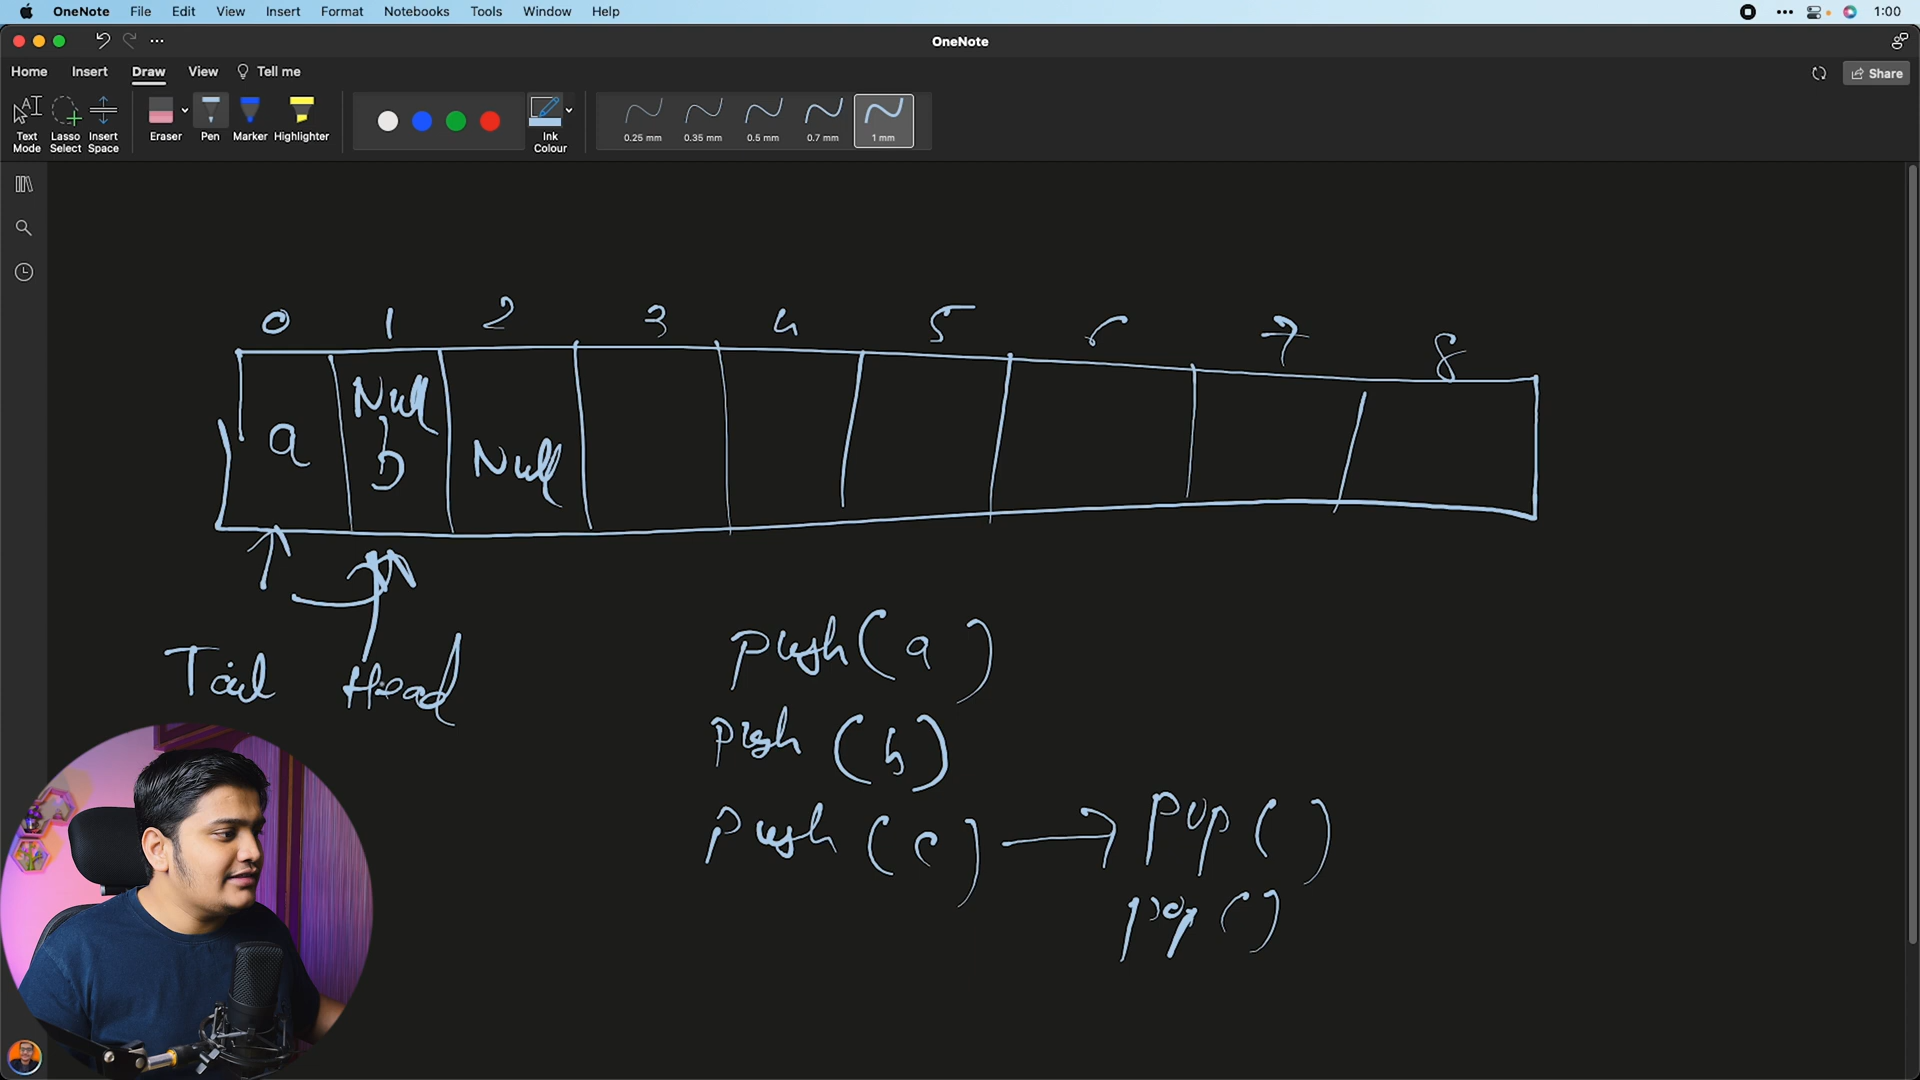 OneNote File Edit View Insert Format Notebooks Tools Window Help 1:00
OneNote
Home Insert Draw View Tell me Share
Text Mode
Lasso Select
Insert Space
Eraser
Pen
Marker
Highlighter
Ink Colour
0.25 mm 0.35 mm 0.5 mm 0.7 mm 1 mm
0 1 2 3 4 5 6 7 8
a Null b Null
Tail Head
push(a)
push (b)
push (c) → pop()
pop()